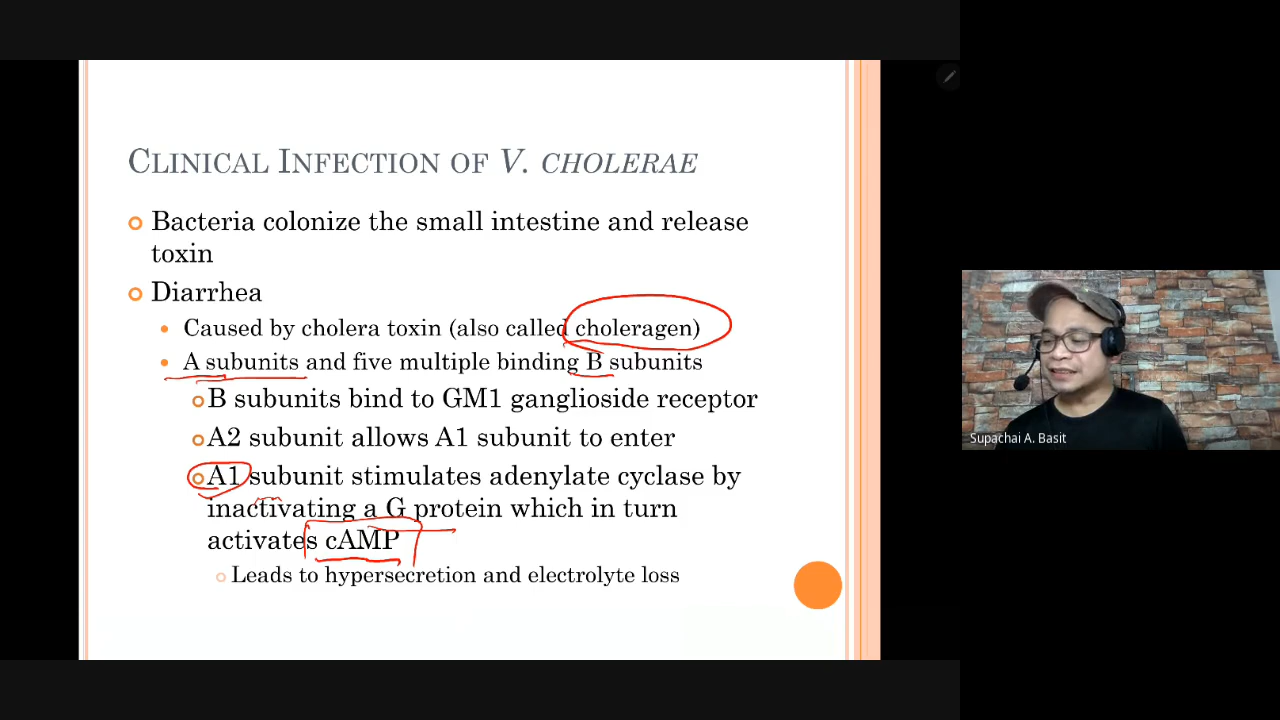 CLINICAL INFECTION OF V. CHOLERAE
Bacteria colonize the small intestine and release
toxin
Diarrhea
Caused by cholera toxin (also called choleragen)
A subunits and five multiple binding B subunits
B subunits bind to GM1 ganglioside receptor
A2 subunit allows A1 subunit to enter
A1 subunit stimulates adenylate cyclase by
inactivating a G protein which in turn
activates cAMP
Leads to hypersecretion and electrolyte loss
Supachai A. Basit